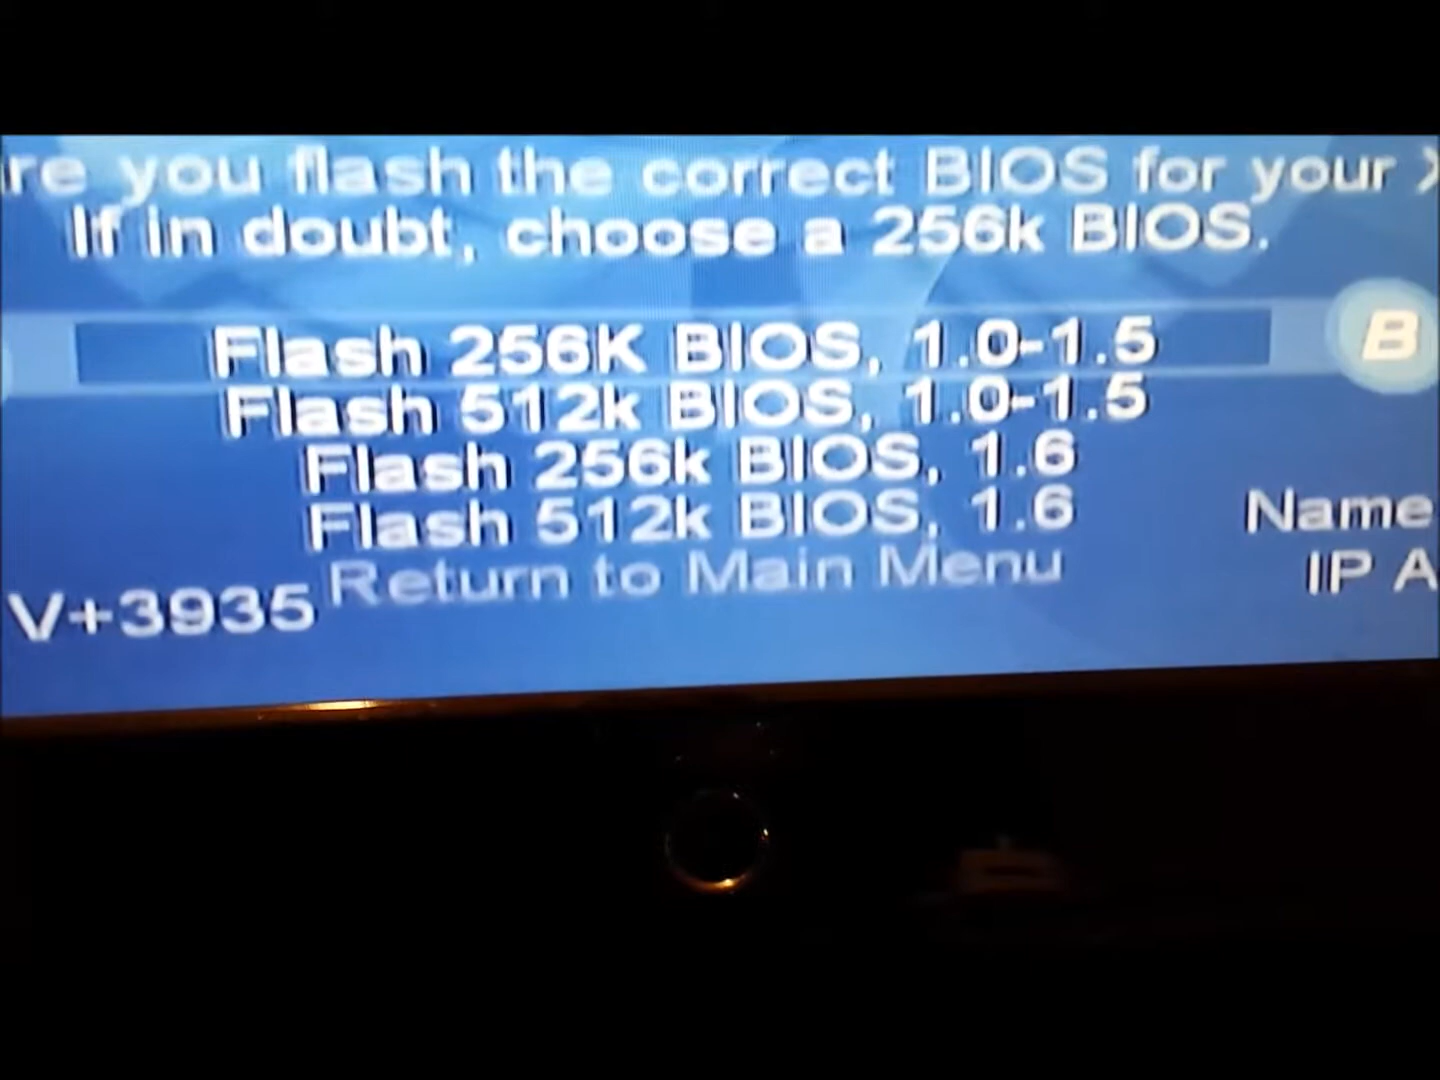 re you flash the correct BIOS for your X
If in doubt, choose a 256k BIOS.
Flash 256K BIOS, 1.0-1.5
B
Flash 512k BIOS, 1.0-1.5
Flash 256k BIOS, 1.6
Flash 512k BIOS, 1.6
Name
Return to Main Menu
IP A
V+3935